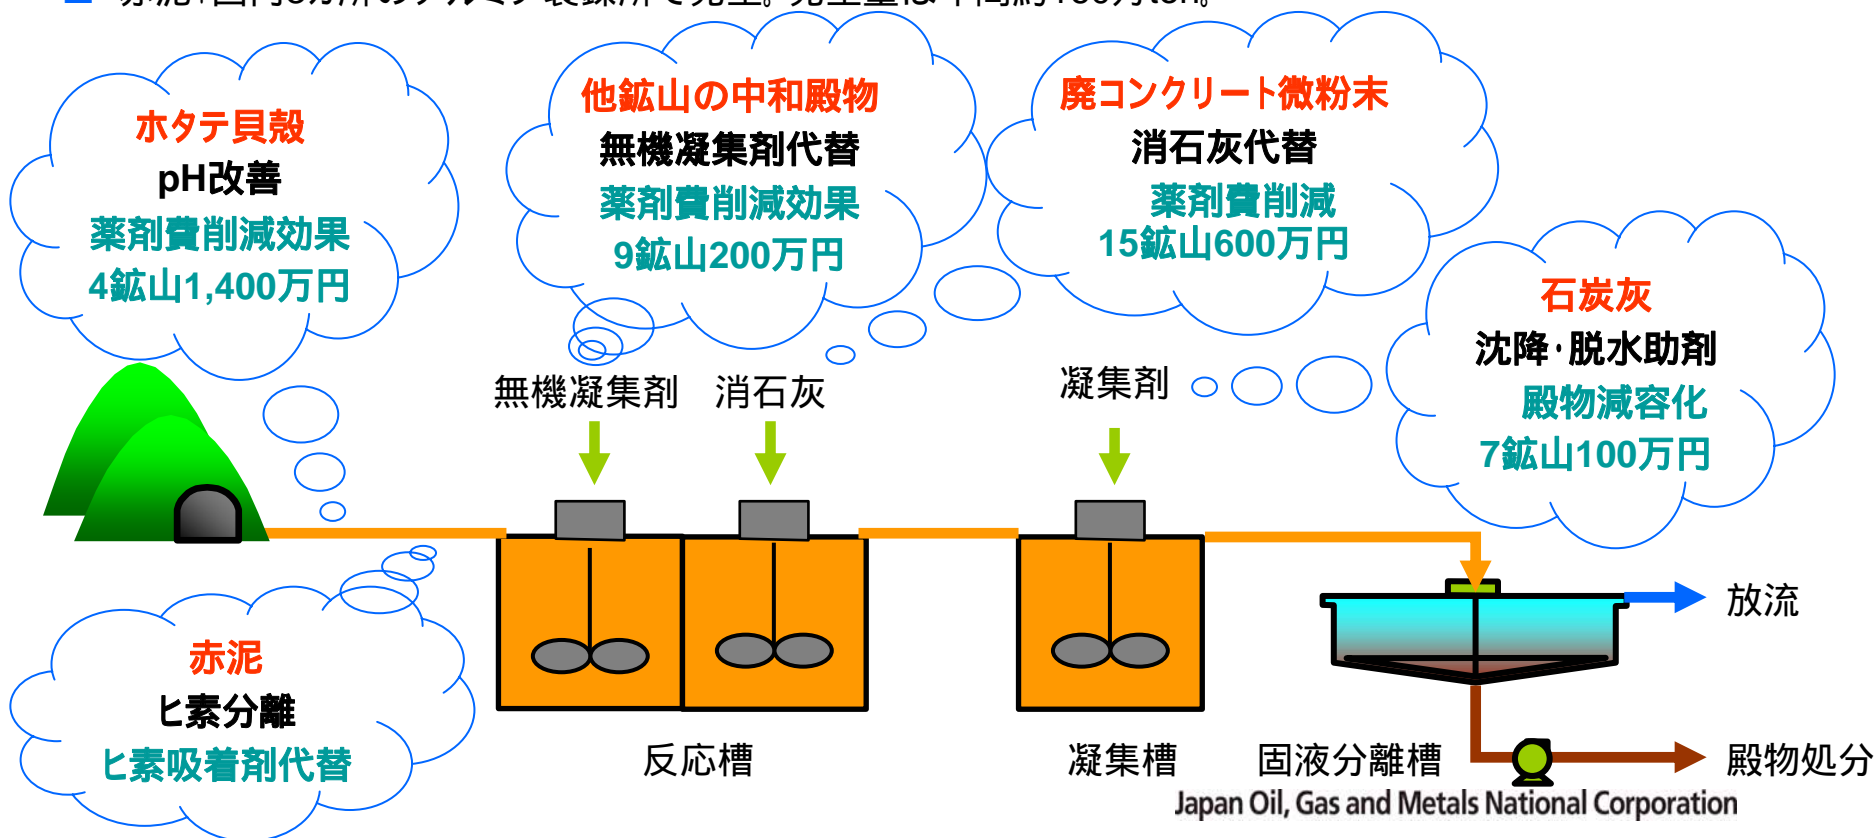 ホタテ貝殻
pH改善
薬剤費削減効果
4鉱山1,400万円
他鉱山の中和殿物
無機凝集剤代替
薬剤費削減効果
9鉱山200万円
廃コンクリート微粉末
消石灰代替
薬剤費削減
15鉱山600万円
石炭灰
沈降・脱水助剤
殿物減容化
7鉱山100万円
無機凝集剤
消石灰
凝集剤
赤泥
ヒ素分離
ヒ素吸着剤代替
反応槽
凝集槽
固液分離槽
放流
殿物処分
Japan Oil, Gas and Metals National Corporation